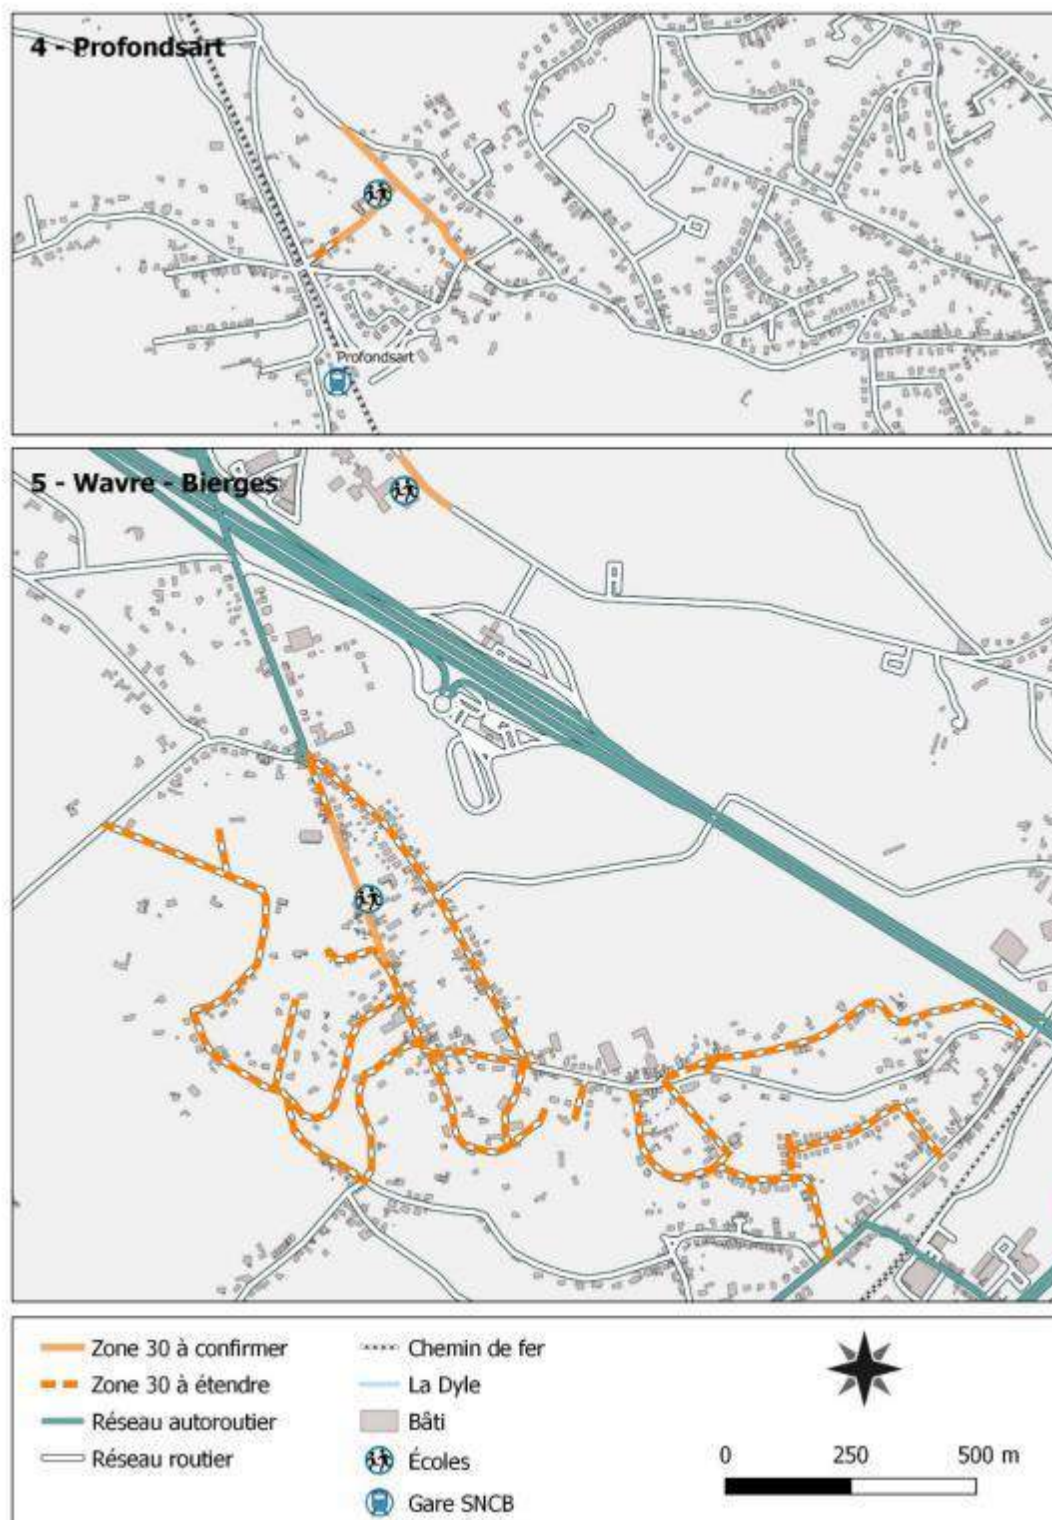 4 - Profondsart
Profondsart
5 - Wavre - Bierges
Zone 30 à confirmer
Zone 30 à étendre
Réseau autoroutier
Réseau routier
Chemin de fer
La Dyle
Bâti
Écoles
Gare SNCB
0 250 500 m